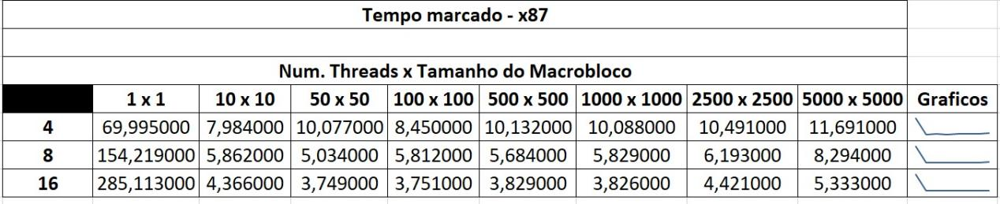 Tempo marcado - x87
Num. Threads x Tamanho do Macrobloco
1 x 1 10 x 10 50 x 50 100 x 100 500 x 500 1000 x 1000 2500 x 2500 5000 x 5000 Graficos
4 69,995000 7,984000 10,077000 8,450000 10,132000 10,088000 10,491000 11,691000
8 154,219000 5,862000 5,034000 5,812000 5,684000 5,829000 6,193000 8,294000
16 285,113000 4,366000 3,749000 3,751000 3,829000 3,826000 4,421000 5,333000